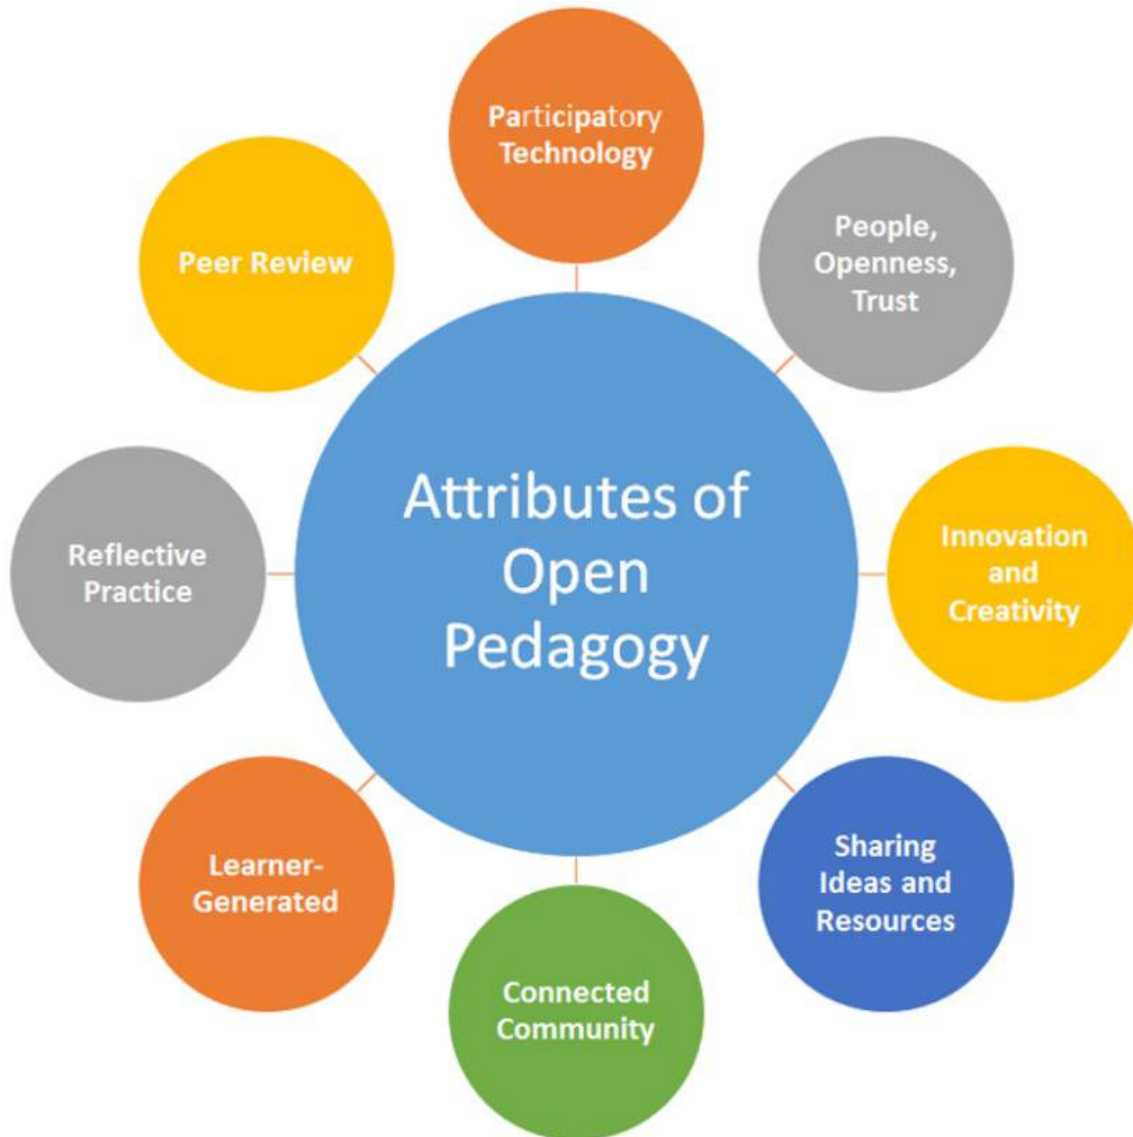 Participatory
Technology
People,
Openness,
Trust
Innovation
and
Creativity
Sharing
Ideas and
Resources
Connected
Community
Learner-
Generated
Reflective
Practice
Peer Review
Attributes of
Open
Pedagogy